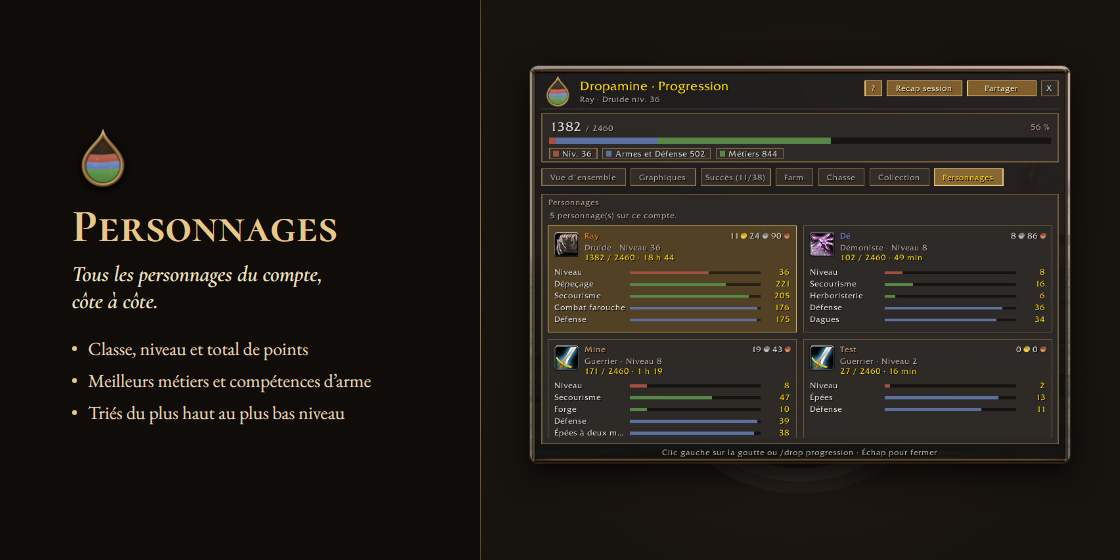 Personnages
Tous les personnages du compte,
côte à côte.
• Classe, niveau et total de points
• Meilleurs métiers et compétences d'arme
• Triés du plus haut au plus bas niveau
Dropamine · Progression
Ray · Druide niv. 36
? Récap session Partager X
1382 / 2460 56 %
Niv. 36 Armes et Défense 502 Métiers 844
Vue d'ensemble Graphiques Succès (11/38) Farm Chasse Collection Personnages
Personnages
5 personnage(s) sur ce compte.
Ray 11 24 90
Druide · Niveau 36
1382 / 2460 · 18 h 44
Niveau 36
Dépeçage 221
Secourisme 205
Combat farouche 176
Défense 175
Dé 8 86
Démoniste · Niveau 8
102 / 2460 · 49 min
Niveau 8
Secourisme 16
Herboristerie 6
Défense 36
Dagues 34
Mine 19 43
Guerrier · Niveau 8
171 / 2460 · 1 h 19
Niveau 8
Secourisme 47
Forge 10
Défense 39
Épées à deux m... 38
Test 0 0
Guerrier · Niveau 2
27 / 2460 · 16 min
Niveau 2
Épées 13
Défense 11
Clic gauche sur la goutte ou /drop progression · Échap pour fermer